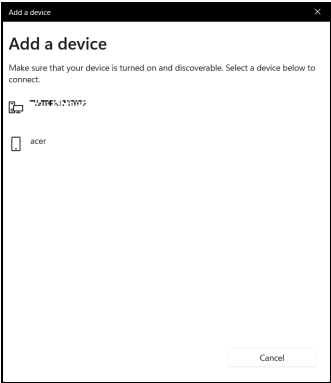 Add a device
Add a device
Make sure that your device is turned on and discoverable. Select a device below to
connect.
acer
Cancel